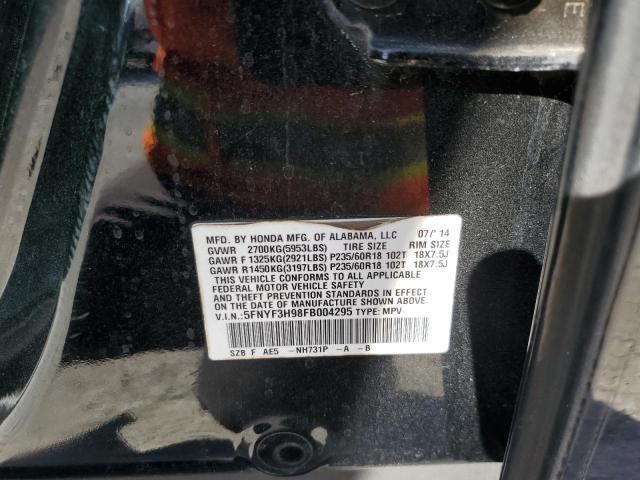 E
MFD. BY HONDA MFG. OF ALABAMA, LLC 07/'14
GVWR 2700KG(5953LBS) TIRE SIZE RIM SIZE
GAWR F 1325KG(2921LBS) P235/60R18 102T 18X7.5J
GAWR R1450KG(3197LBS) P235/60R18 102T 18X7.5J
THIS VEHICLE CONFORMS TO ALL APPLICABLE
FEDERAL MOTOR VEHICLE SAFETY, BUMPER,
AND THEFT PREVENTION STANDARDS IN EFFECT
ON THE DATE OF MANUFACTURE SHOWN ABOVE.
V.I.N.:5FNYF3H98FB004295 TYPE: MPV
SZB F AE5 -NH731P -A -B